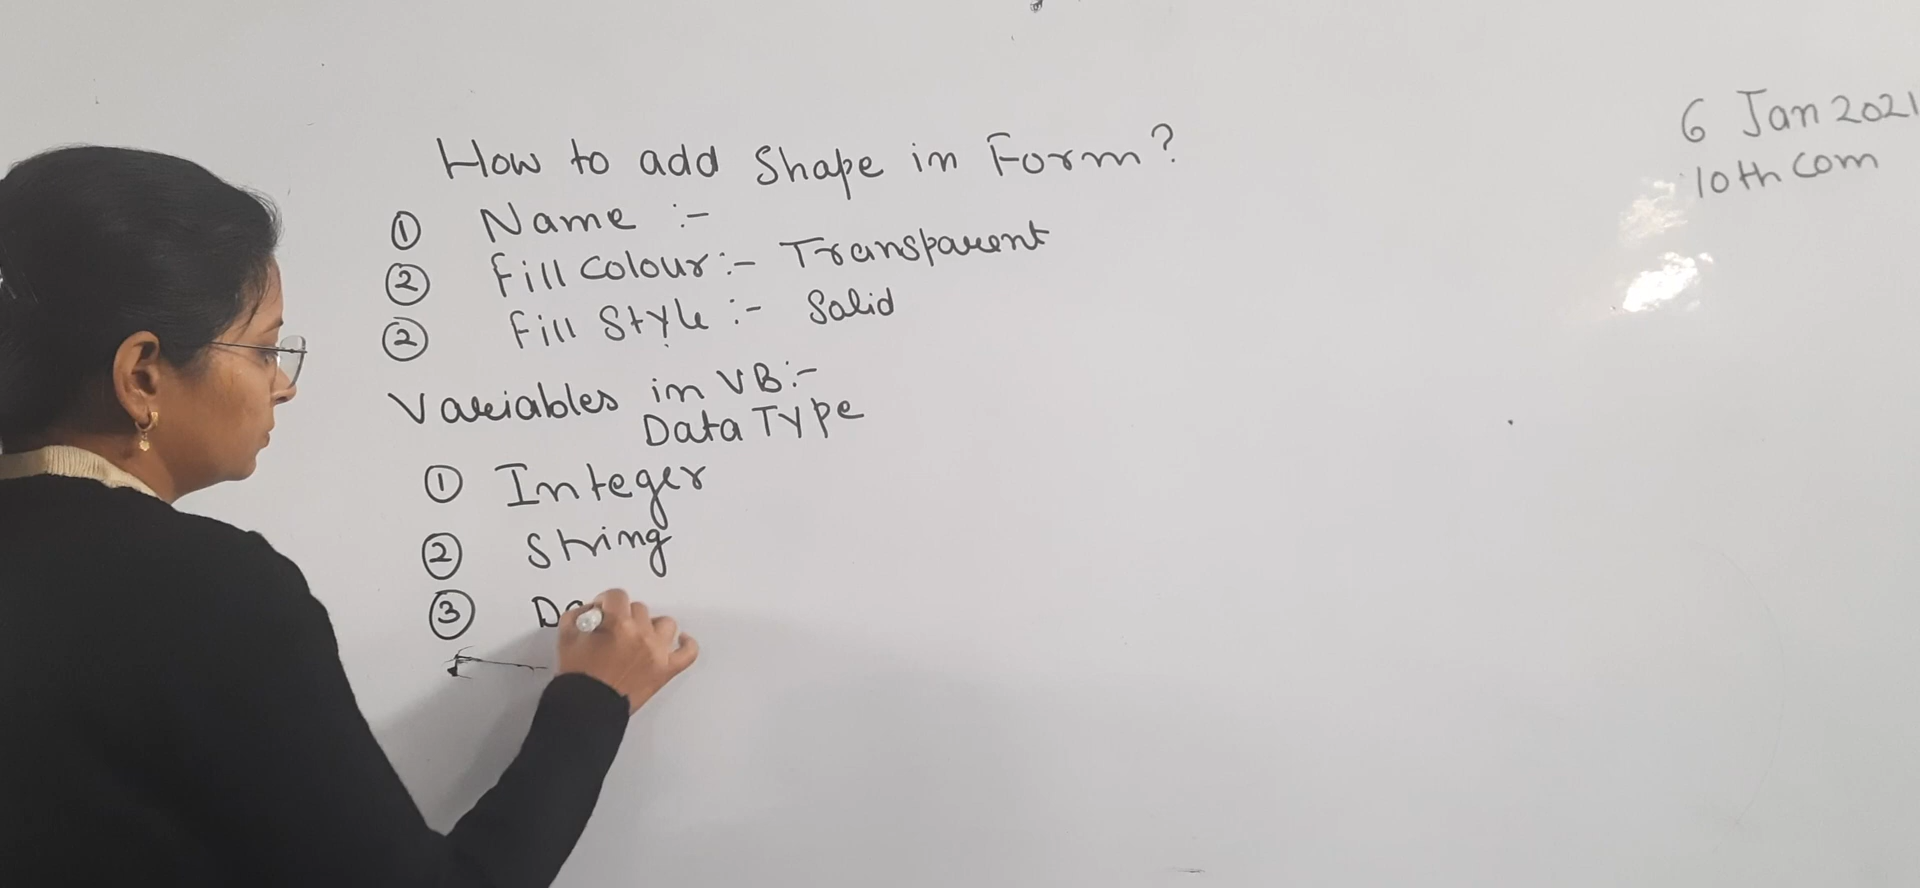 6 Jan 2021
10th com
How to add Shape in Form?
① Name :-
② Fill Colour :- Transparent
② Fill Style :- Solid
Variables in VB:-
Data Type
① Integer
② String
③